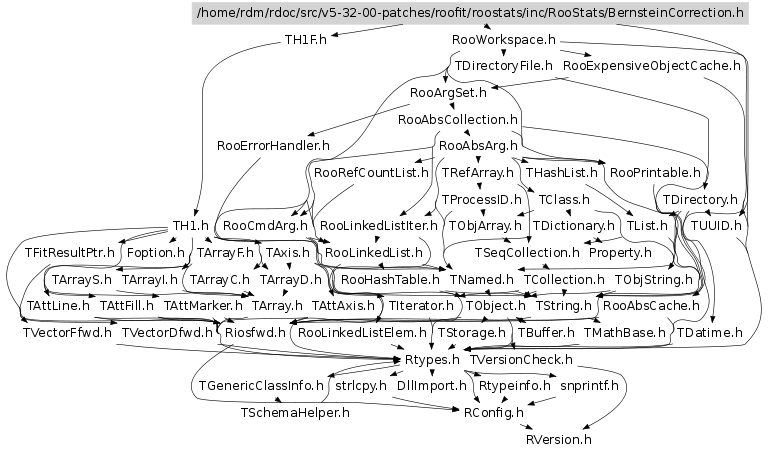 /home/rdm/rdoc/src/v5-32-00-patches/roofit/roostats/inc/RooStats/BernsteinCorrection.h
TH1F.h RooWorkspace.h
TDirectoryFile.h RooExpensiveObjectCache.h
RooArgSet.h
RooAbsCollection.h
RooErrorHandler.h RooAbsArg.h
RooRefCountList.h TRefArray.h THashList.h RooPrintable.h
TProcessID.h TClass.h TDirectory.h
TH1.h RooCmdArg.h RooLinkedListIter.h TObjArray.h TDictionary.h TList.h TUUID.h
TFitResultPtr.h Foption.h TArrayF.h TAxis.h RooLinkedList.h TSeqCollection.h Property.h
TArrayS.h TArrayI.h TArrayC.h TArrayD.h RooHashTable.h TNamed.h TCollection.h TObjString.h
TAttLine.h TAttFill.h TAttMarker.h TArray.h TAttAxis.h TIterator.h TObject.h TString.h RooAbsCache.h
TVectorFfwd.h TVectorDfwd.h Riosfwd.h RooLinkedListElem.h TStorage.h TBuffer.h TMathBase.h TDatime.h
Rtypes.h TVersionCheck.h
TGenericClassInfo.h strlcpy.h DllImport.h Rtypeinfo.h snprintf.h
TSchemaHelper.h RConfig.h
RVersion.h